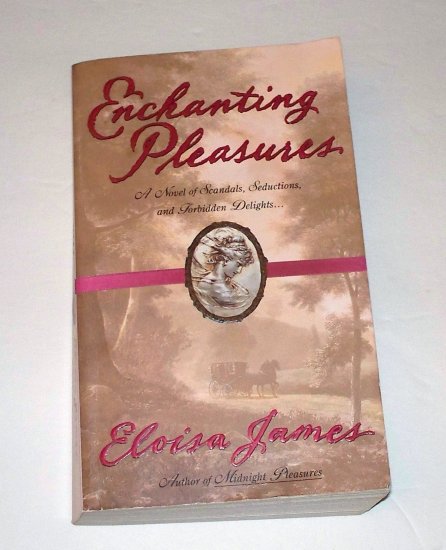 Enchanting
Pleasures
A Novel of Scandals, Seductions,
and Forbidden Delights...
Eloisa James
Author of Midnight Pleasures